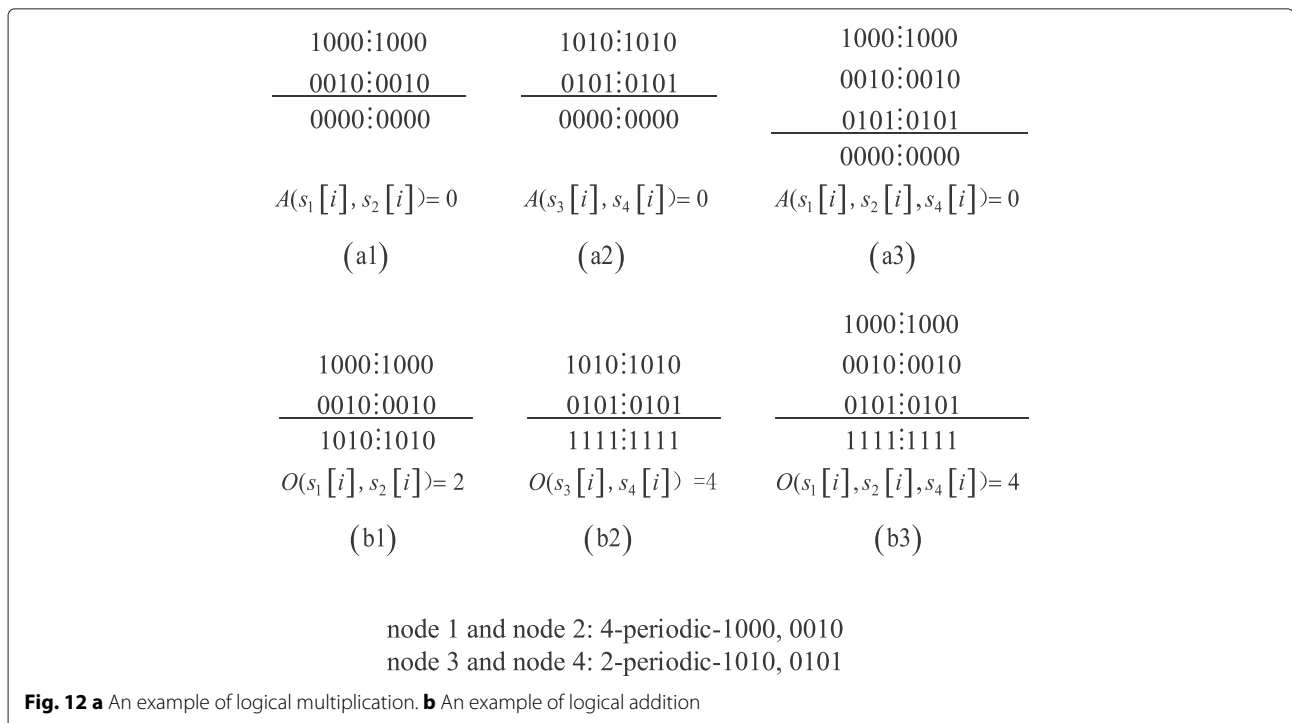 1000⋮1000 1010⋮1010 1000⋮1000
0010⋮0010 0101⋮0101 0010⋮0010
0000⋮0000 0000⋮0000 0101⋮0101
0000⋮0000
A(s₁[i], s₂[i])= 0 A(s₃[i], s₄[i])= 0 A(s₁[i], s₂[i], s₄[i])= 0
(a1) (a2) (a3)
1000⋮1000
1000⋮1000 1010⋮1010 0010⋮0010
0010⋮0010 0101⋮0101 0101⋮0101
1010⋮1010 1111⋮1111 1111⋮1111
O(s₁[i], s₂[i])= 2 O(s₃[i], s₄[i]) =4 O(s₁[i], s₂[i], s₄[i])= 4
(b1) (b2) (b3)
node 1 and node 2: 4-periodic-1000, 0010
node 3 and node 4: 2-periodic-1010, 0101
Fig. 12 a An example of logical multiplication. b An example of logical addition